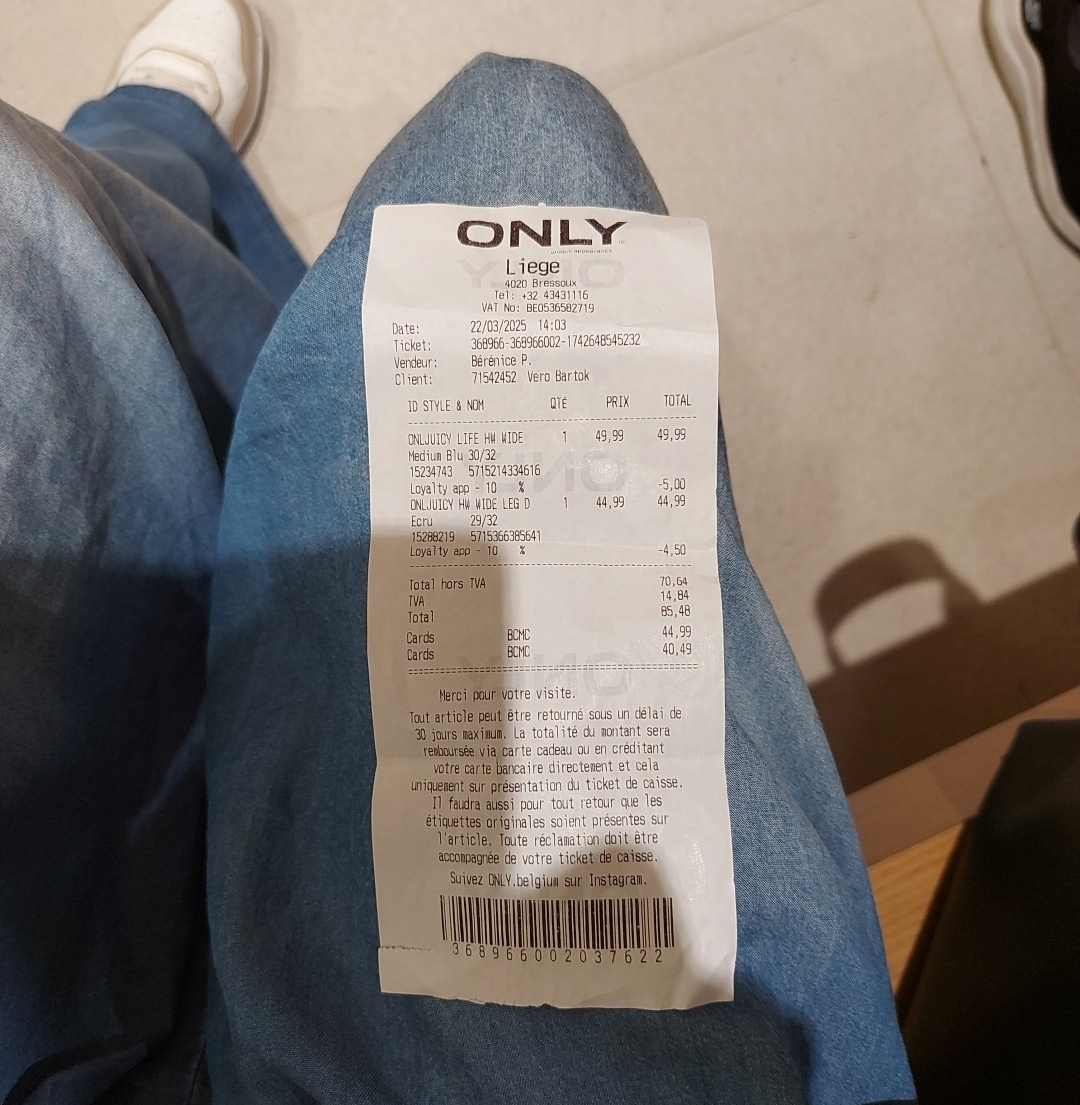 ONLY
unique appearance
Liege
4020 Bressoux
Tel: +32 43431116
VAT No: BE0536582719
Date: 22/03/2025 14:03
Ticket: 368966-368966002-1742648545232
Vendeur: Bérénice P.
Client: 71542452 Vero Bartok
ID STYLE & NOM QTÉ PRIX TOTAL
ONLJUICY LIFE HW WIDE 1 49,99 49,99
Medium Blu 30/32
15234743 5715214334616
Loyalty app - 10 % -5,00
ONLJUICY HW WIDE LEG D 1 44,99 44,99
Ecru 29/32
15288219 5715366385641
Loyalty app - 10 % -4,50
Total hors TVA 70,64
TVA 14,84
Total 85,48
Cards BCMC 44,99
Cards BCMC 40,49
Merci pour votre visite.
Tout article peut être retourné sous un délai de
30 jours maximum. La totalité du montant sera
remboursée via carte cadeau ou en créditant
votre carte bancaire directement et cela
uniquement sur présentation du ticket de caisse.
Il faudra aussi pour tout retour que les
étiquettes originales soient présentes sur
l'article. Toute réclamation doit être
accompagnée de votre ticket de caisse.
Suivez ONLY.belgium sur Instagram.
368966002037622